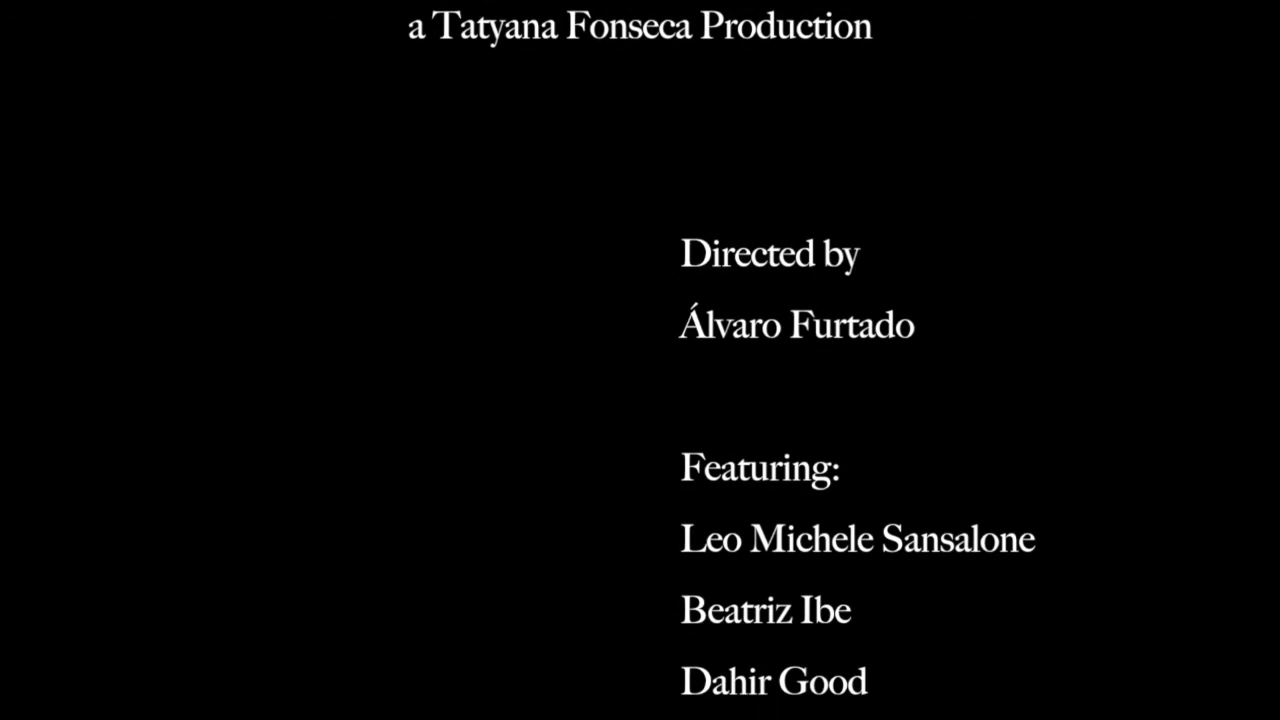 a Tatyana Fonseca Production
Directed by
Álvaro Furtado
Featuring:
Leo Michele Sansalone
Beatriz Ibe
Dahir Good